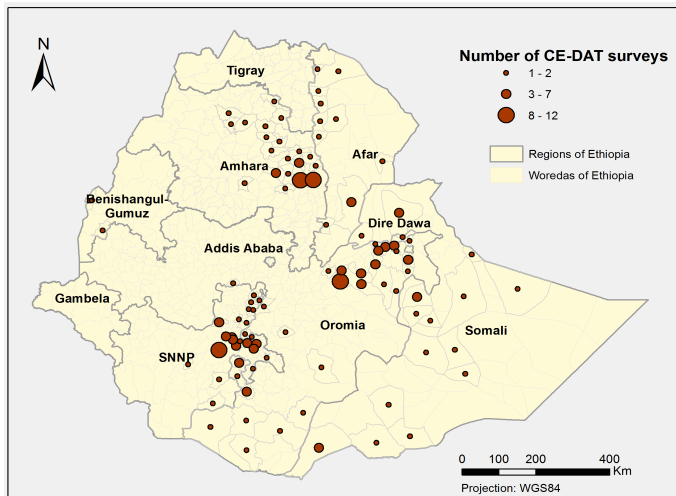 N
Number of CE-DAT surveys
1 - 2
3 - 7
8 - 12
Regions of Ethiopia
Woredas of Ethiopia
Tigray
Amhara
Afar
Benishangul-
Gumuz
Dire Dawa
Addis Ababa
Gambela
Oromia
Somali
SNNP
0 100 200 400
Km
Projection: WGS84